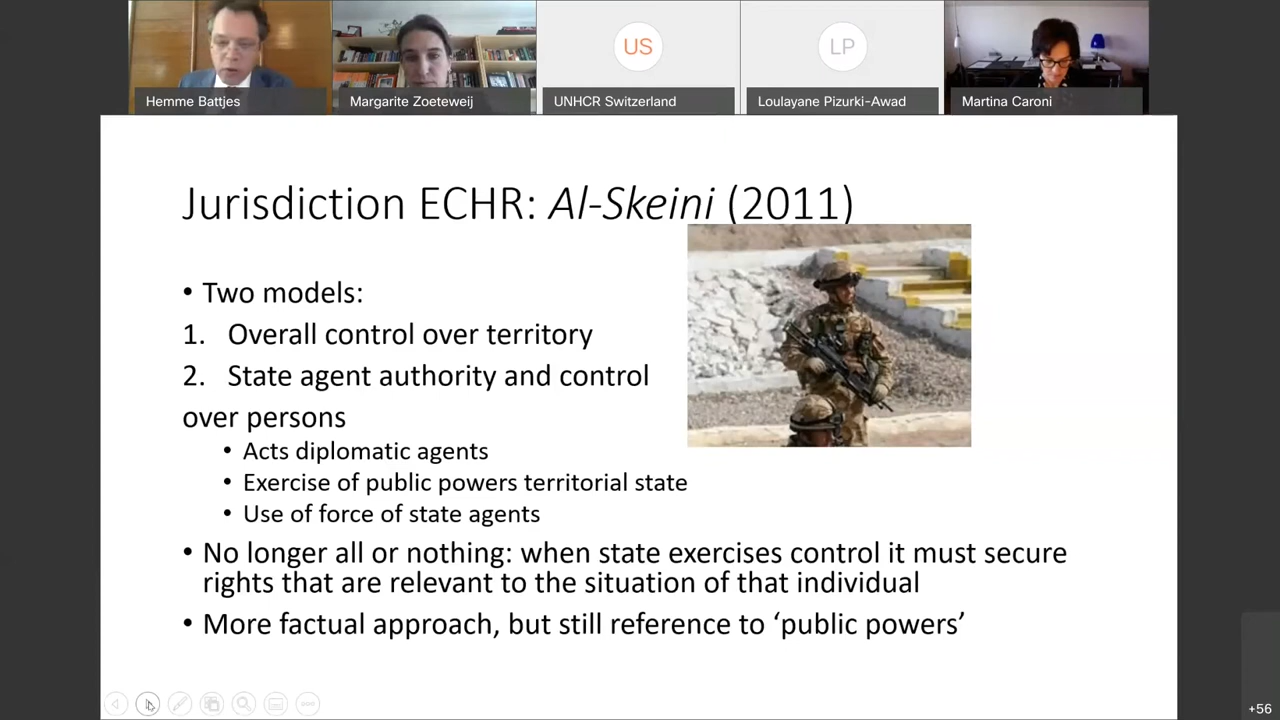 US
LP
Hemme Battjes
Margarite Zoeteweij
UNHCR Switzerland
Loulayane Pizurki-Awad
Martina Caroni
Jurisdiction ECHR: Al-Skeini (2011)
• Two models:
1. Overall control over territory
2. State agent authority and control
over persons
• Acts diplomatic agents
• Exercise of public powers territorial state
• Use of force of state agents
• No longer all or nothing: when state exercises control it must secure
rights that are relevant to the situation of that individual
• More factual approach, but still reference to ‘public powers’
+56